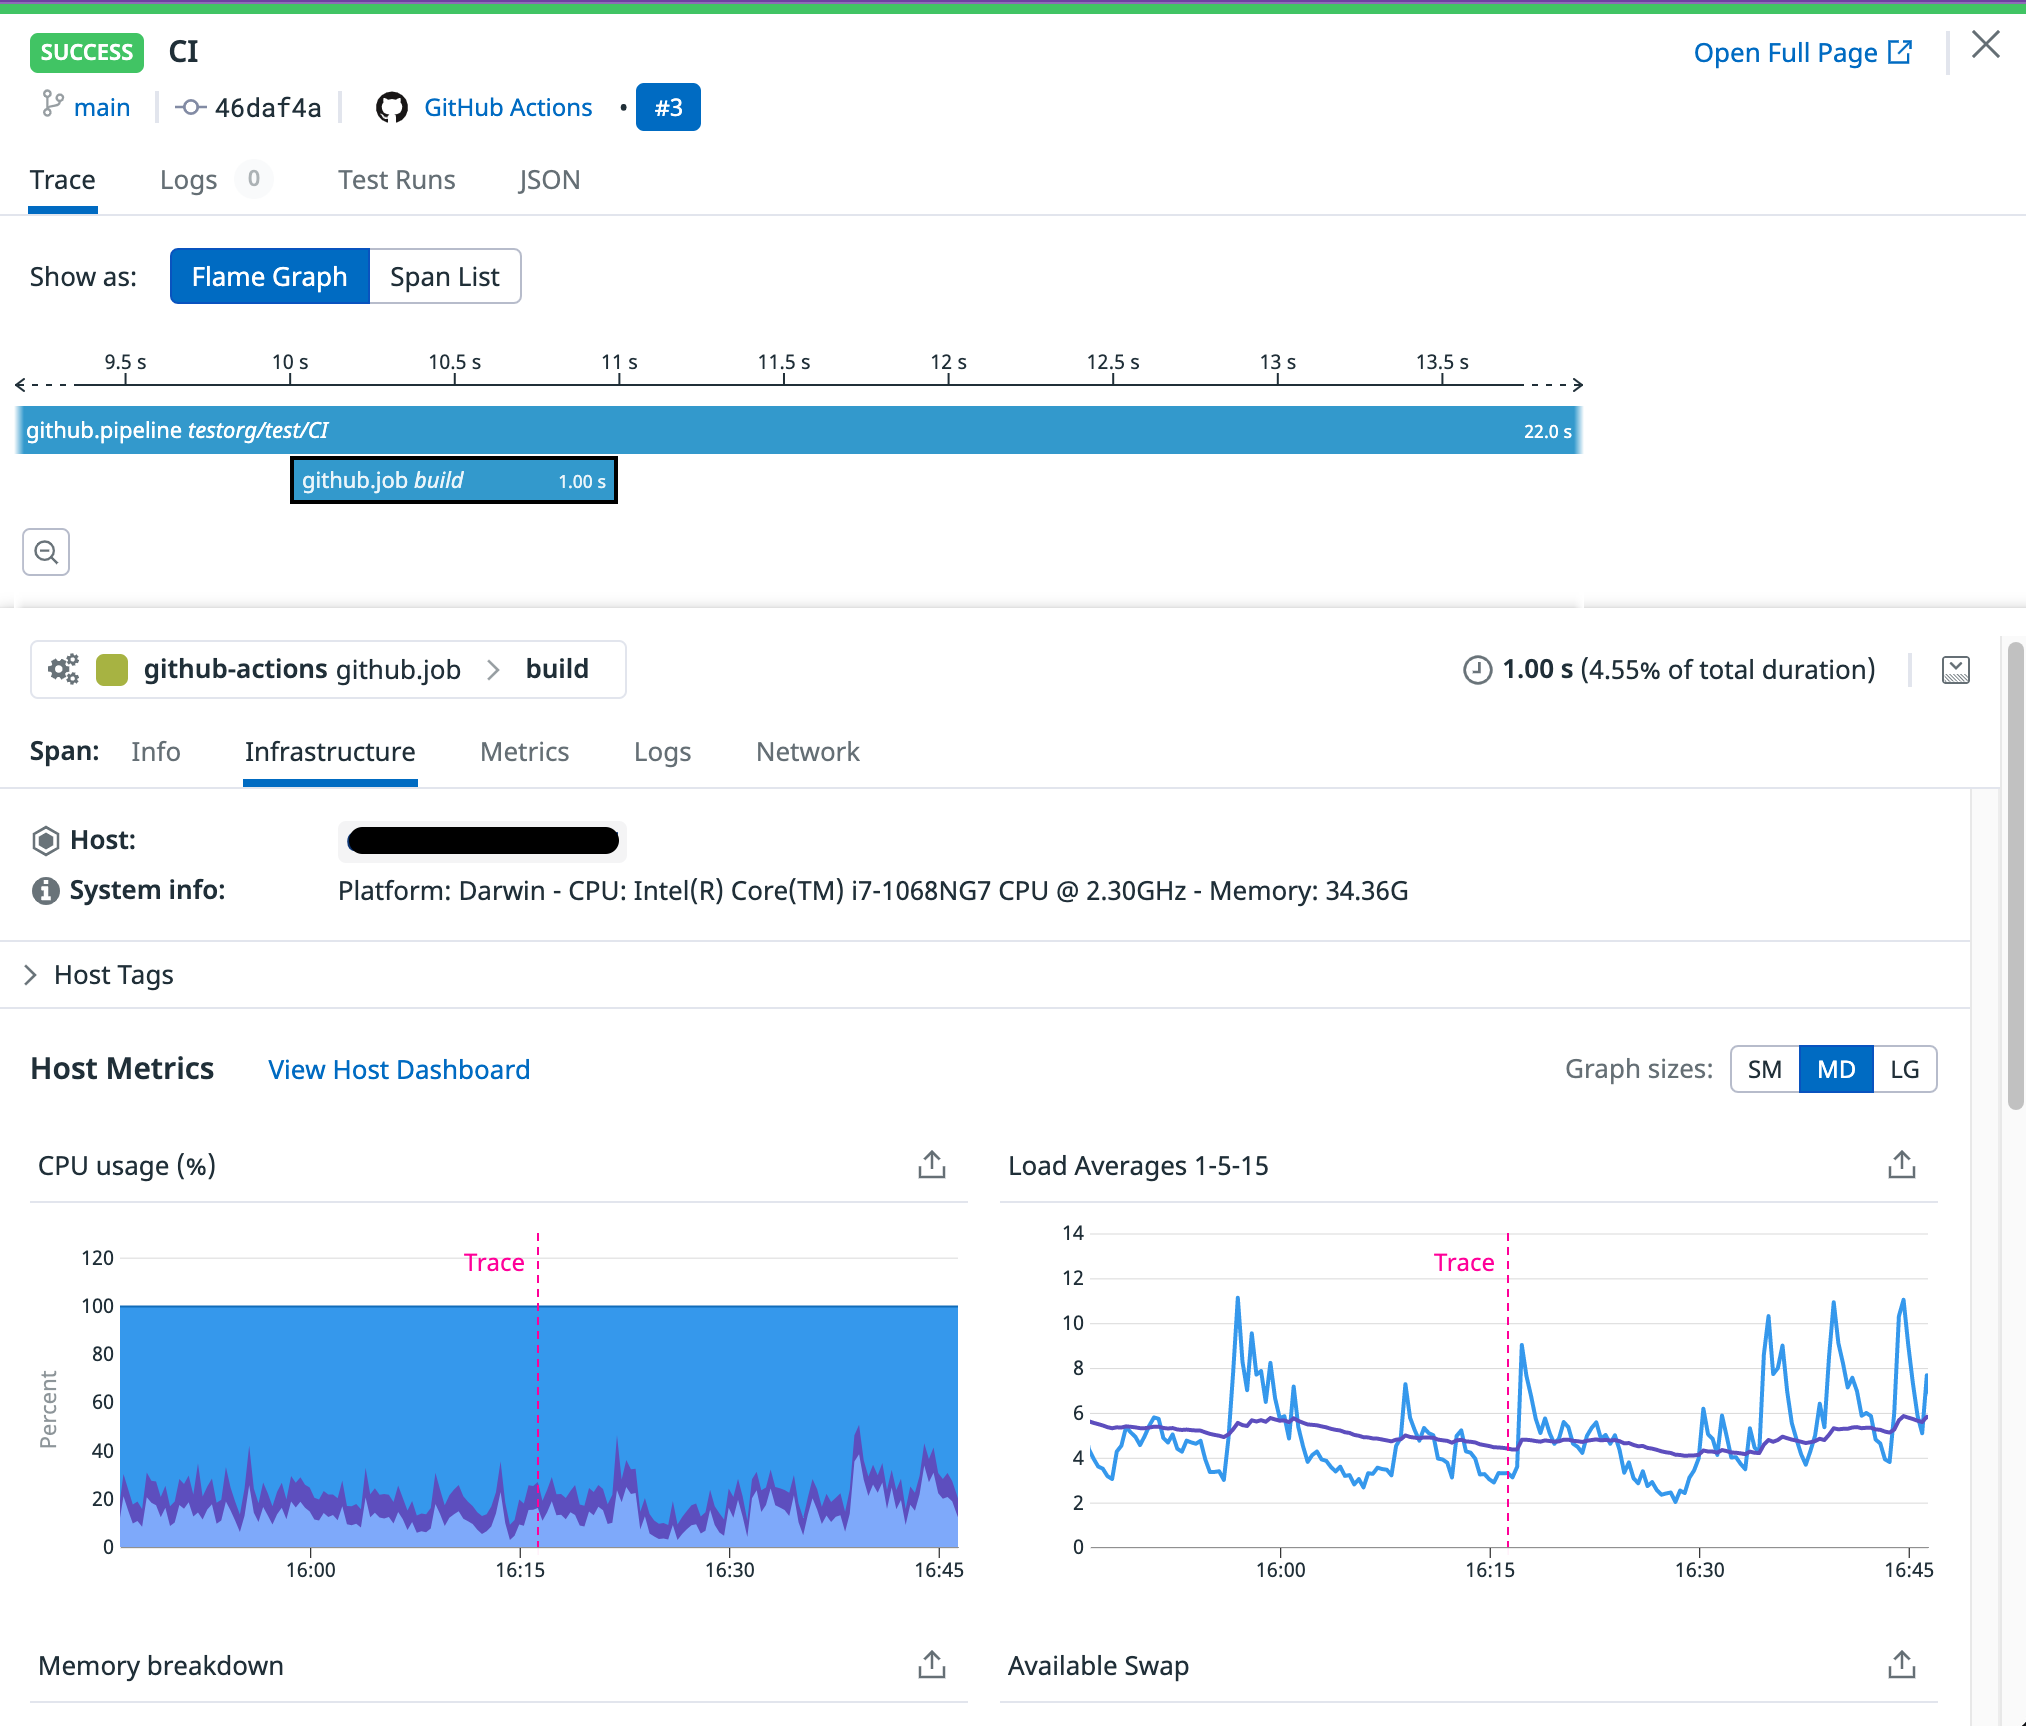 SUCCESS CI
Open Full Page
main 46daf4a GitHub Actions • #3
Trace Logs 0 Test Runs JSON
Show as: Flame Graph Span List
9.5 s 10 s 10.5 s 11 s 11.5 s 12 s 12.5 s 13 s 13.5 s
github.pipeline testorg/test/CI 22.0 s
github.job build 1.00 s
github-actions github.job > build
1.00 s (4.55% of total duration)
Span: Info Infrastructure Metrics Logs Network
Host:
System info: Platform: Darwin - CPU: Intel(R) Core(TM) i7-1068NG7 CPU @ 2.30GHz - Memory: 34.36G
Host Tags
Host Metrics View Host Dashboard
Graph sizes: SM MD LG
CPU usage (%)
Trace
Percent
120
100
80
60
40
20
0
16:00 16:15 16:30 16:45
Load Averages 1-5-15
Trace
14
12
10
8
6
4
2
0
16:00 16:15 16:30 16:45
Memory breakdown
Available Swap